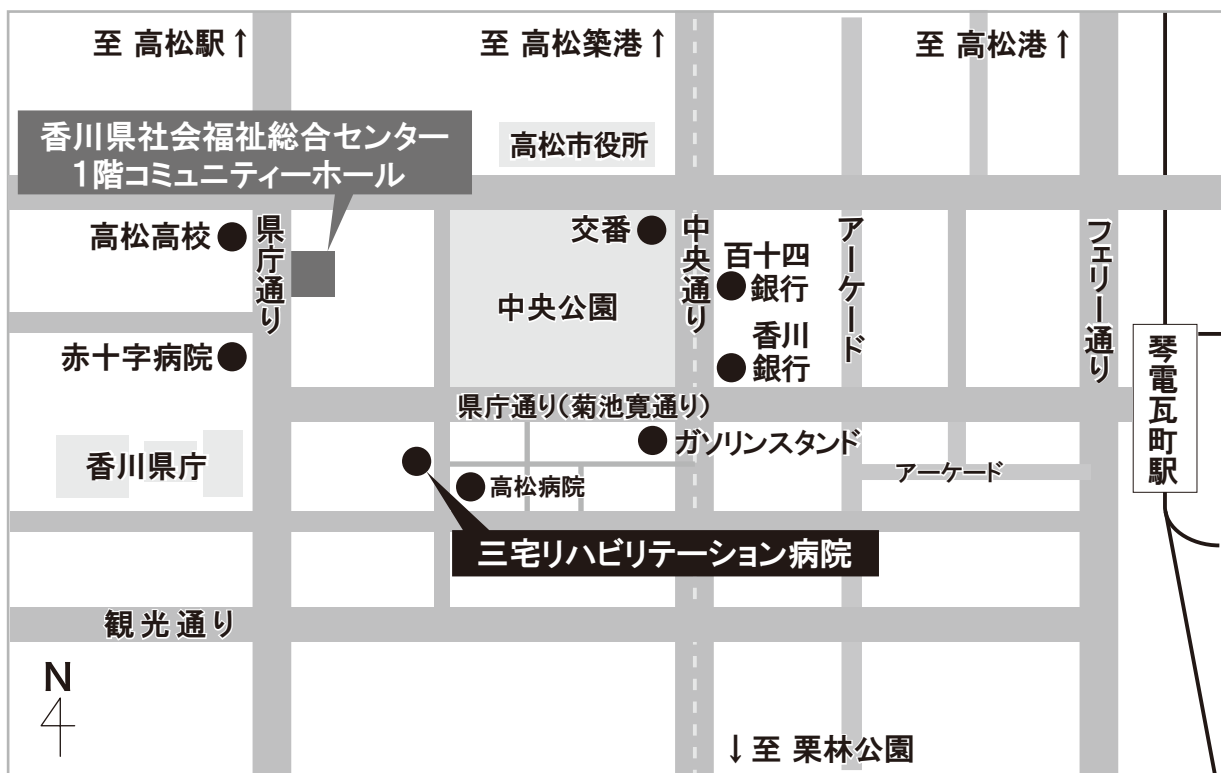 至 高松駅↑
至 高松築港↑
至 高松港↑
香川県社会福祉総合センター
1階コミュニティーホール
高松市役所
高松高校
県庁通り
交番
中央通り
百十四
銀行
アーケード
フェリー通り
中央公園
香川
銀行
赤十字病院
琴電瓦町駅
県庁通り(菊池寛通り)
ガソリンスタンド
香川県庁
アーケード
高松病院
三宅リハビリテーション病院
観光通り
N
↓至 栗林公園